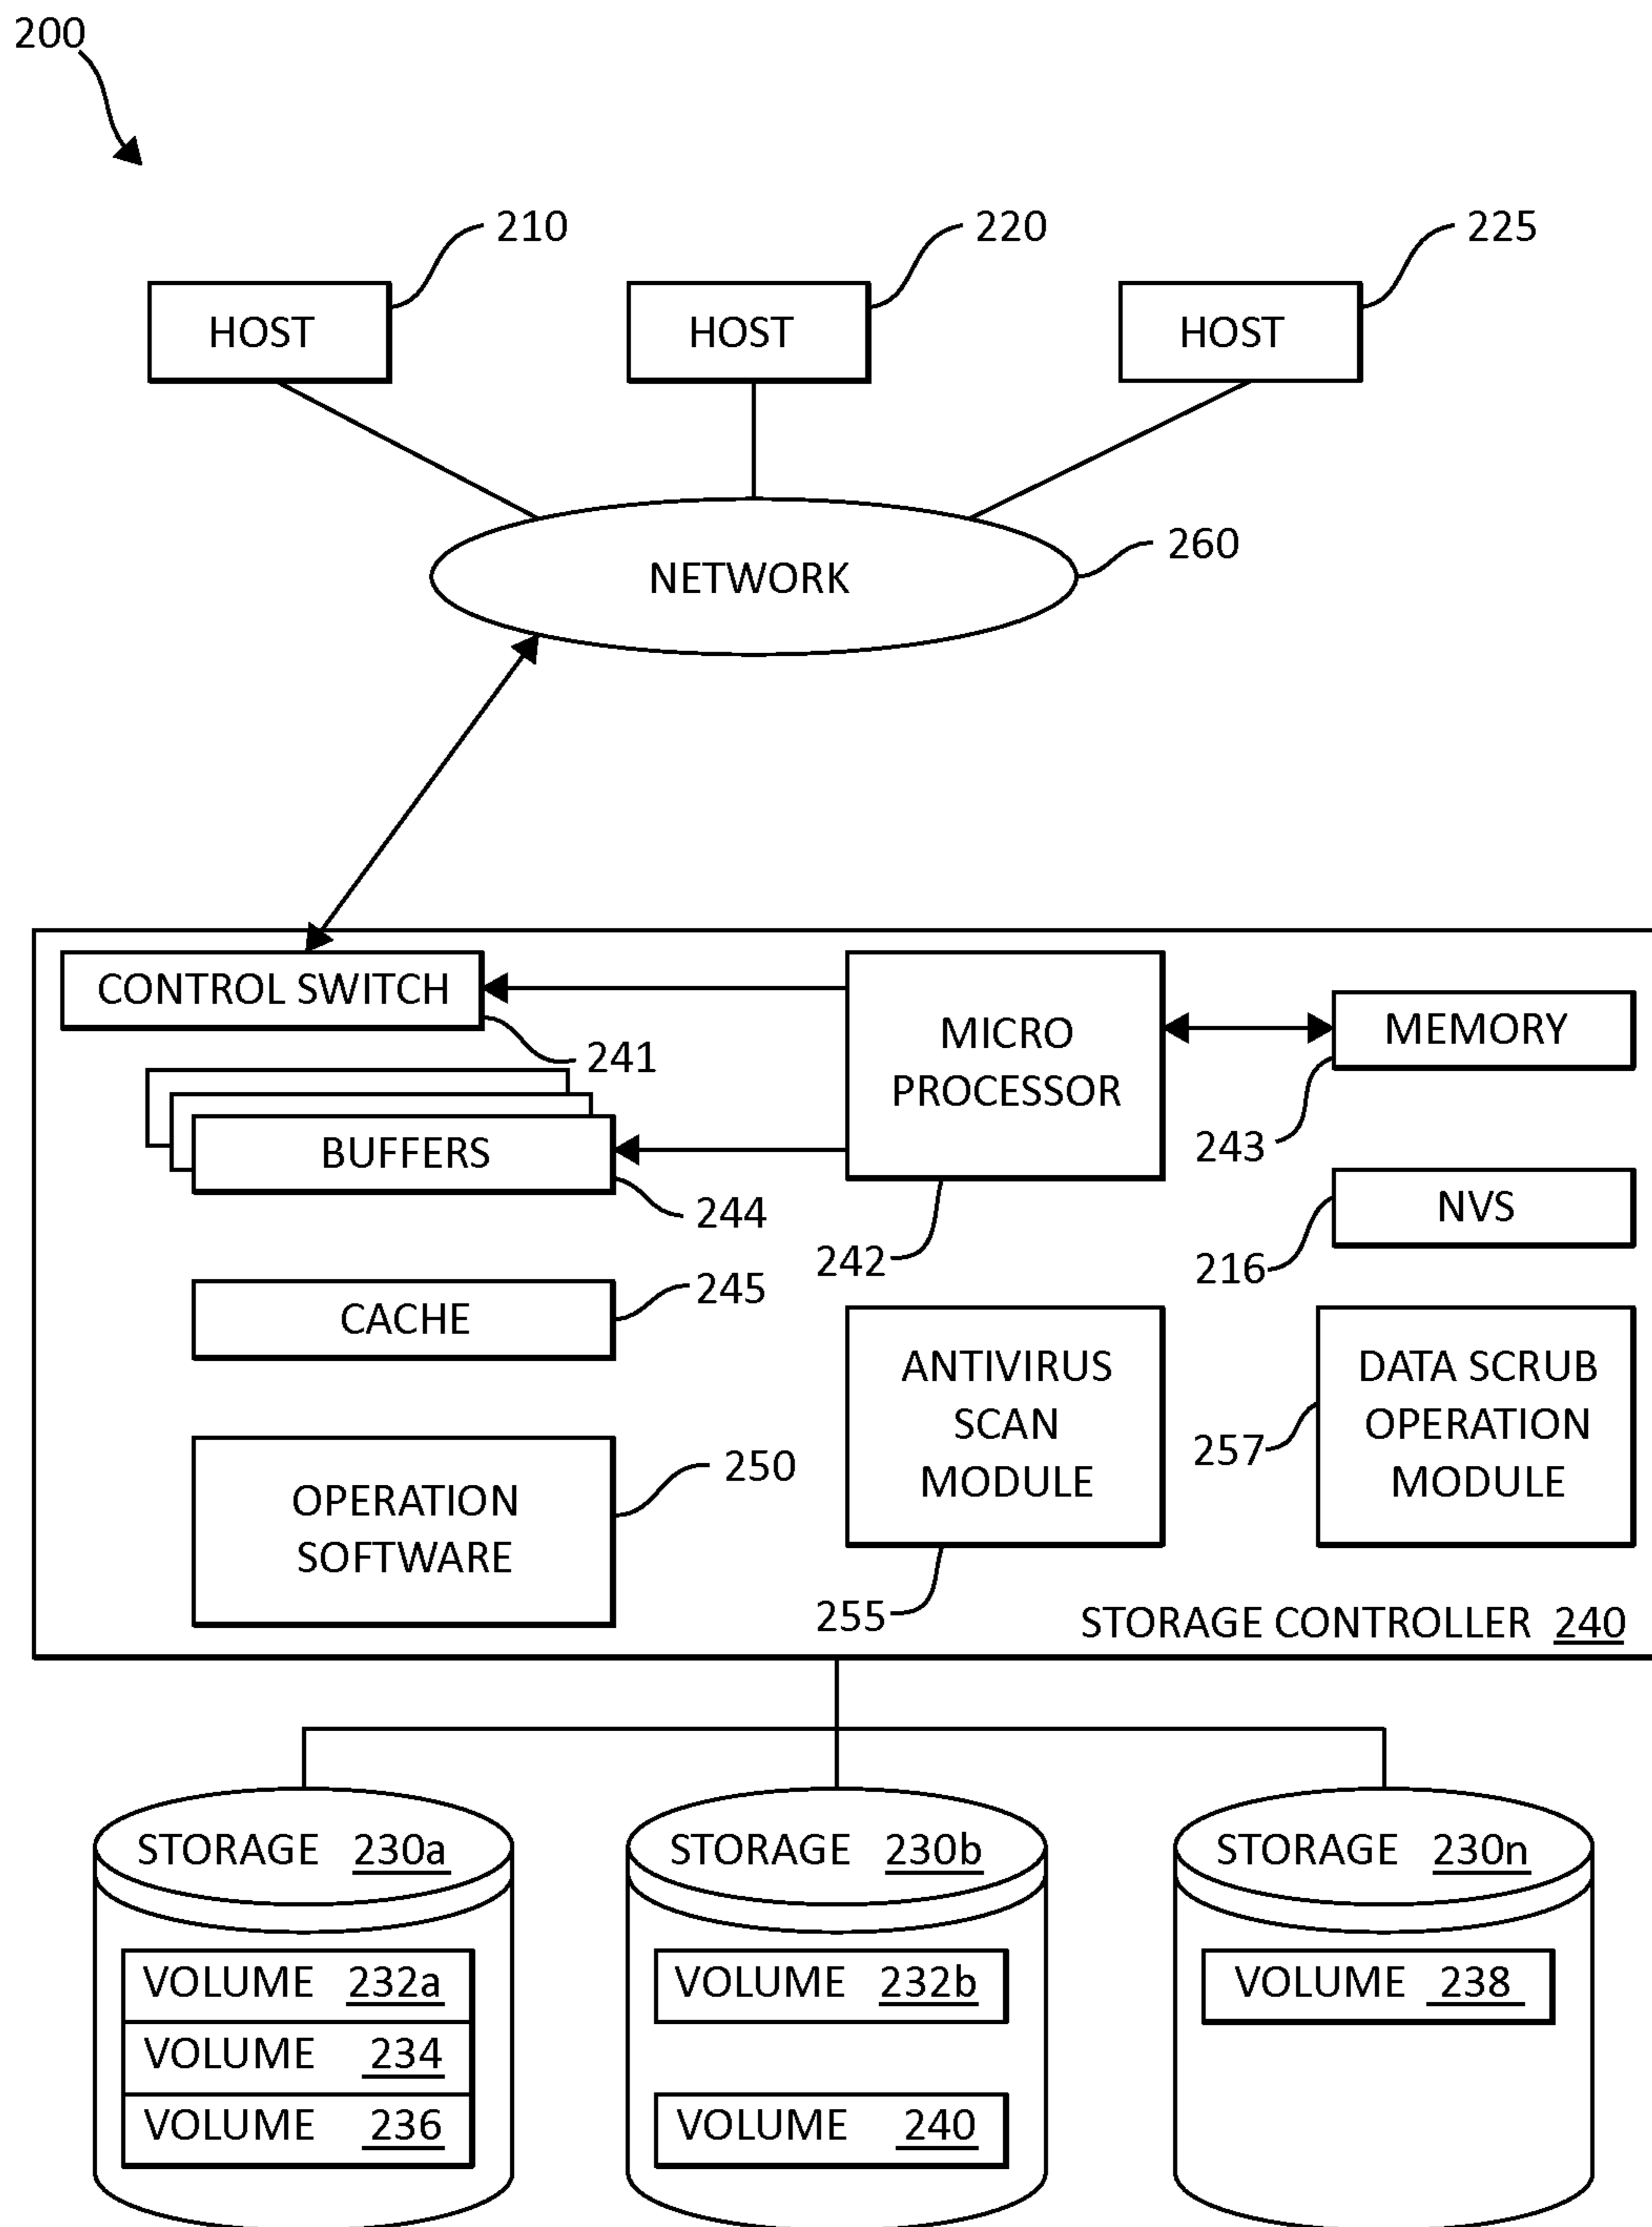 200
210
220
225
HOST
HOST
HOST
260
NETWORK
CONTROL SWITCH
241
MICRO
PROCESSOR
MEMORY
243
BUFFERS
244
242
NVS
216
CACHE
245
ANTIVIRUS
SCAN
MODULE
DATA SCRUB
OPERATION
MODULE
257
OPERATION
SOFTWARE
250
255
STORAGE CONTROLLER 240
STORAGE 230a
STORAGE 230b
STORAGE 230n
VOLUME 232a
VOLUME 234
VOLUME 236
VOLUME 232b
VOLUME 240
VOLUME 238